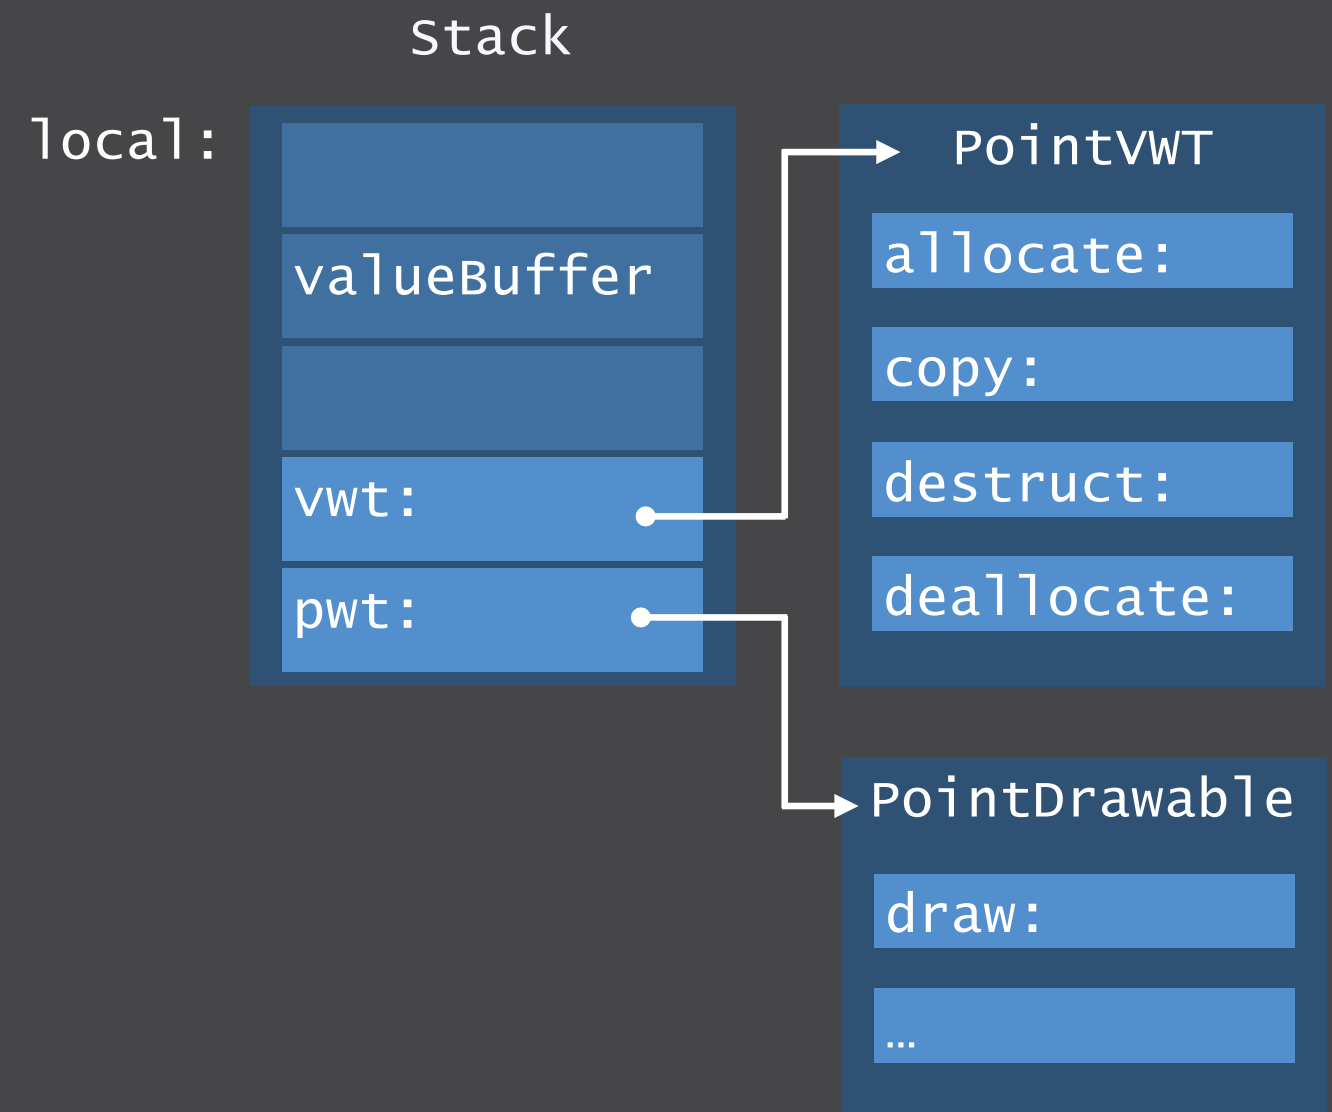 Stack
local:
valueBuffer
vwt:
pwt:
PointVWT
allocate:
copy:
destruct:
deallocate:
PointDrawable
draw:
…